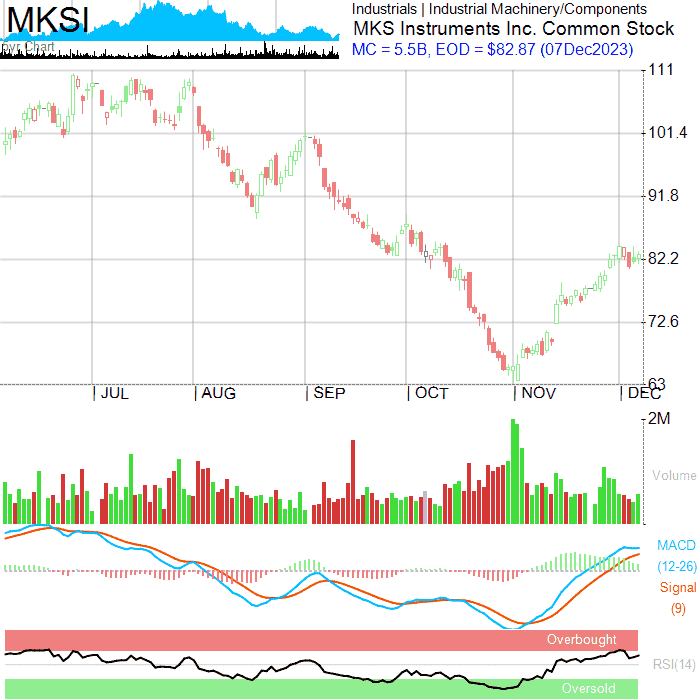 MKSI
Industrials | Industrial Machinery/Components
MKS Instruments Inc. Common Stock
MC = 5.5B, EOD = $82.87 (07Dec2023)
Chart
111
101.4
91.8
82.2
72.6
63
JUL AUG SEP OCT NOV DEC
2M
Volume
MACD
(12-26)
Signal
(9)
Overbought
RSI(14)
Oversold